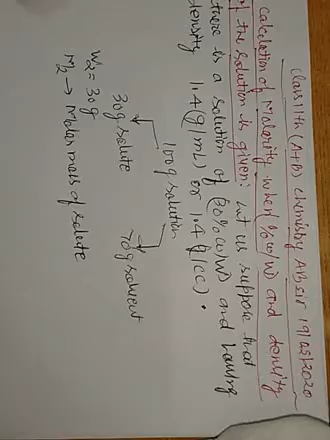 class 11th (A+B) chemistry AB sir 19/05/2020
calculation of Molarity when (% w/w) and density
of the solution is given: let us suppose that
there is a solution of (30% w/w) and having
density 1.4 (g/mL) or 1.4 g/cc).
100g solution
30g solute 70g solvent
W2 = 30g
M2 → Molar mass of solute